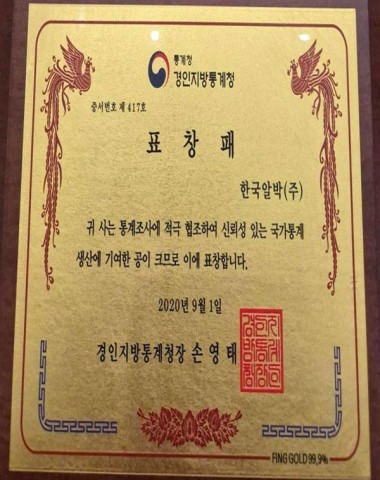 통계청
경인지방통계청
중서번호 제 417호
표 창 패
한국알박(주)
귀 사는 통계조사에 적극 협조하여 신뢰성 있는 국가통계
생산에 기여한 공이 크므로 이에 표창합니다.
2020년 9월 1일
경인지방통계청장 손 영 태
FING GOLD 99.9%